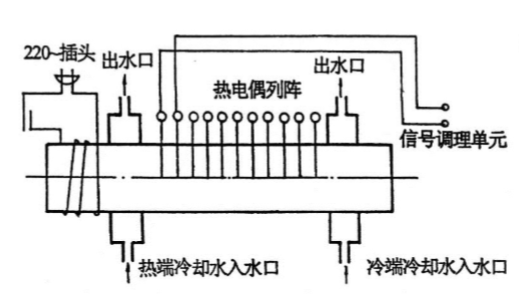 220~插头
出水口
热电偶列阵
出水口
信号调理单元
热端冷却水入水口
冷端冷却水入水口